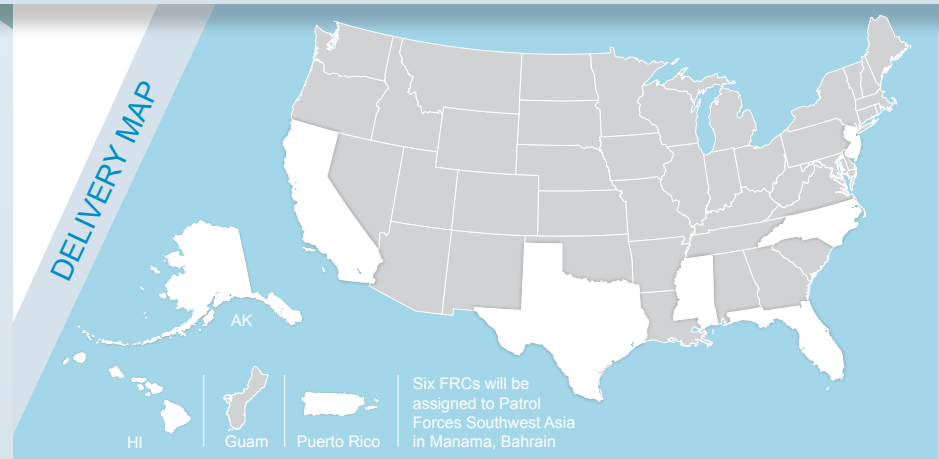 DELIVERY MAP
AK
HI
Guam
Puerto Rico
Six FRCs will be
assigned to Patrol
Forces Southwest Asia
in Manama, Bahrain